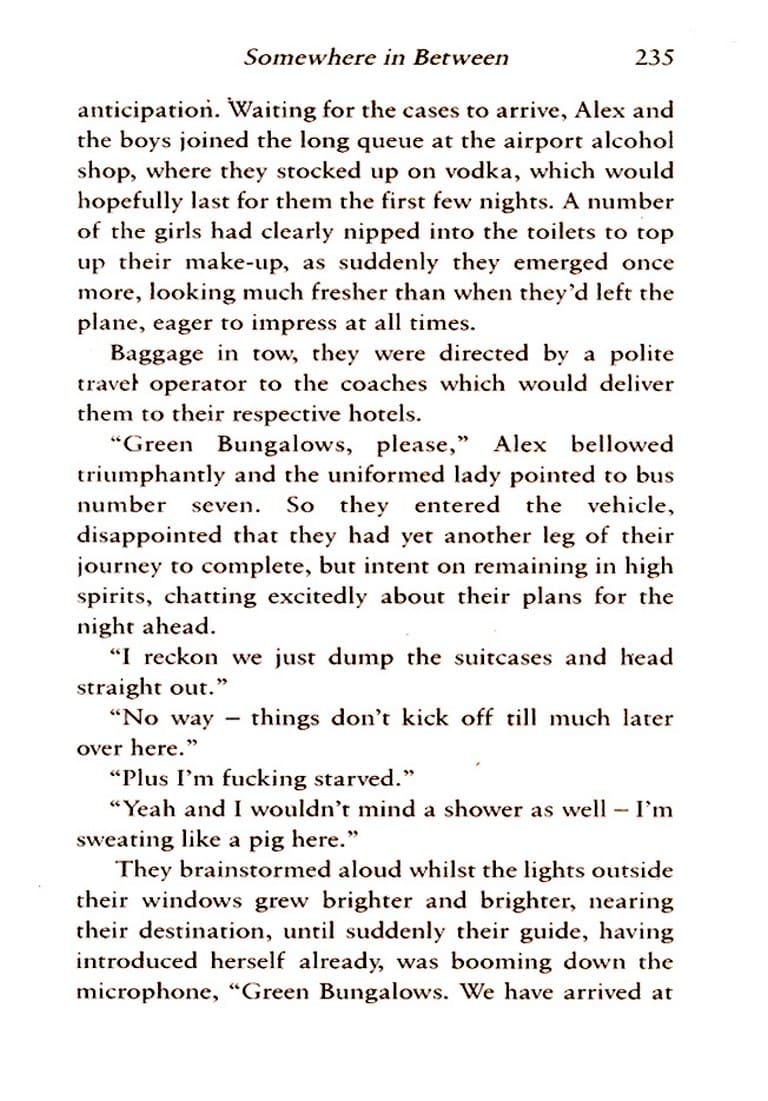 Somewhere in Between 235
anticipation. Waiting for the cases to arrive, Alex and
the boys joined the long queue at the airport alcohol
shop, where they stocked up on vodka, which would
hopefully last for them the first few nights. A number
of the girls had clearly nipped into the toilets to top
up their make-up, as suddenly they emerged once
more, looking much fresher than when they'd left the
plane, eager to impress at all times.
Baggage in tow, they were directed by a polite
travel operator to the coaches which would deliver
them to their respective hotels.
“Green Bungalows, please,” Alex bellowed
triumphantly and the uniformed lady pointed to bus
number seven. So they entered the vehicle,
disappointed that they had yet another leg of their
journey to complete, but intent on remaining in high
spirits, chatting excitedly about their plans for the
night ahead.
“I reckon we just dump the suitcases and head
straight out.”
“No way – things don't kick off till much later
over here.”
“Plus I'm fucking starved.”
“Yeah and I wouldn't mind a shower as well – I'm
sweating like a pig here.”
They brainstormed aloud whilst the lights outside
their windows grew brighter and brighter, nearing
their destination, until suddenly their guide, having
introduced herself already, was booming down the
microphone, “Green Bungalows. We have arrived at